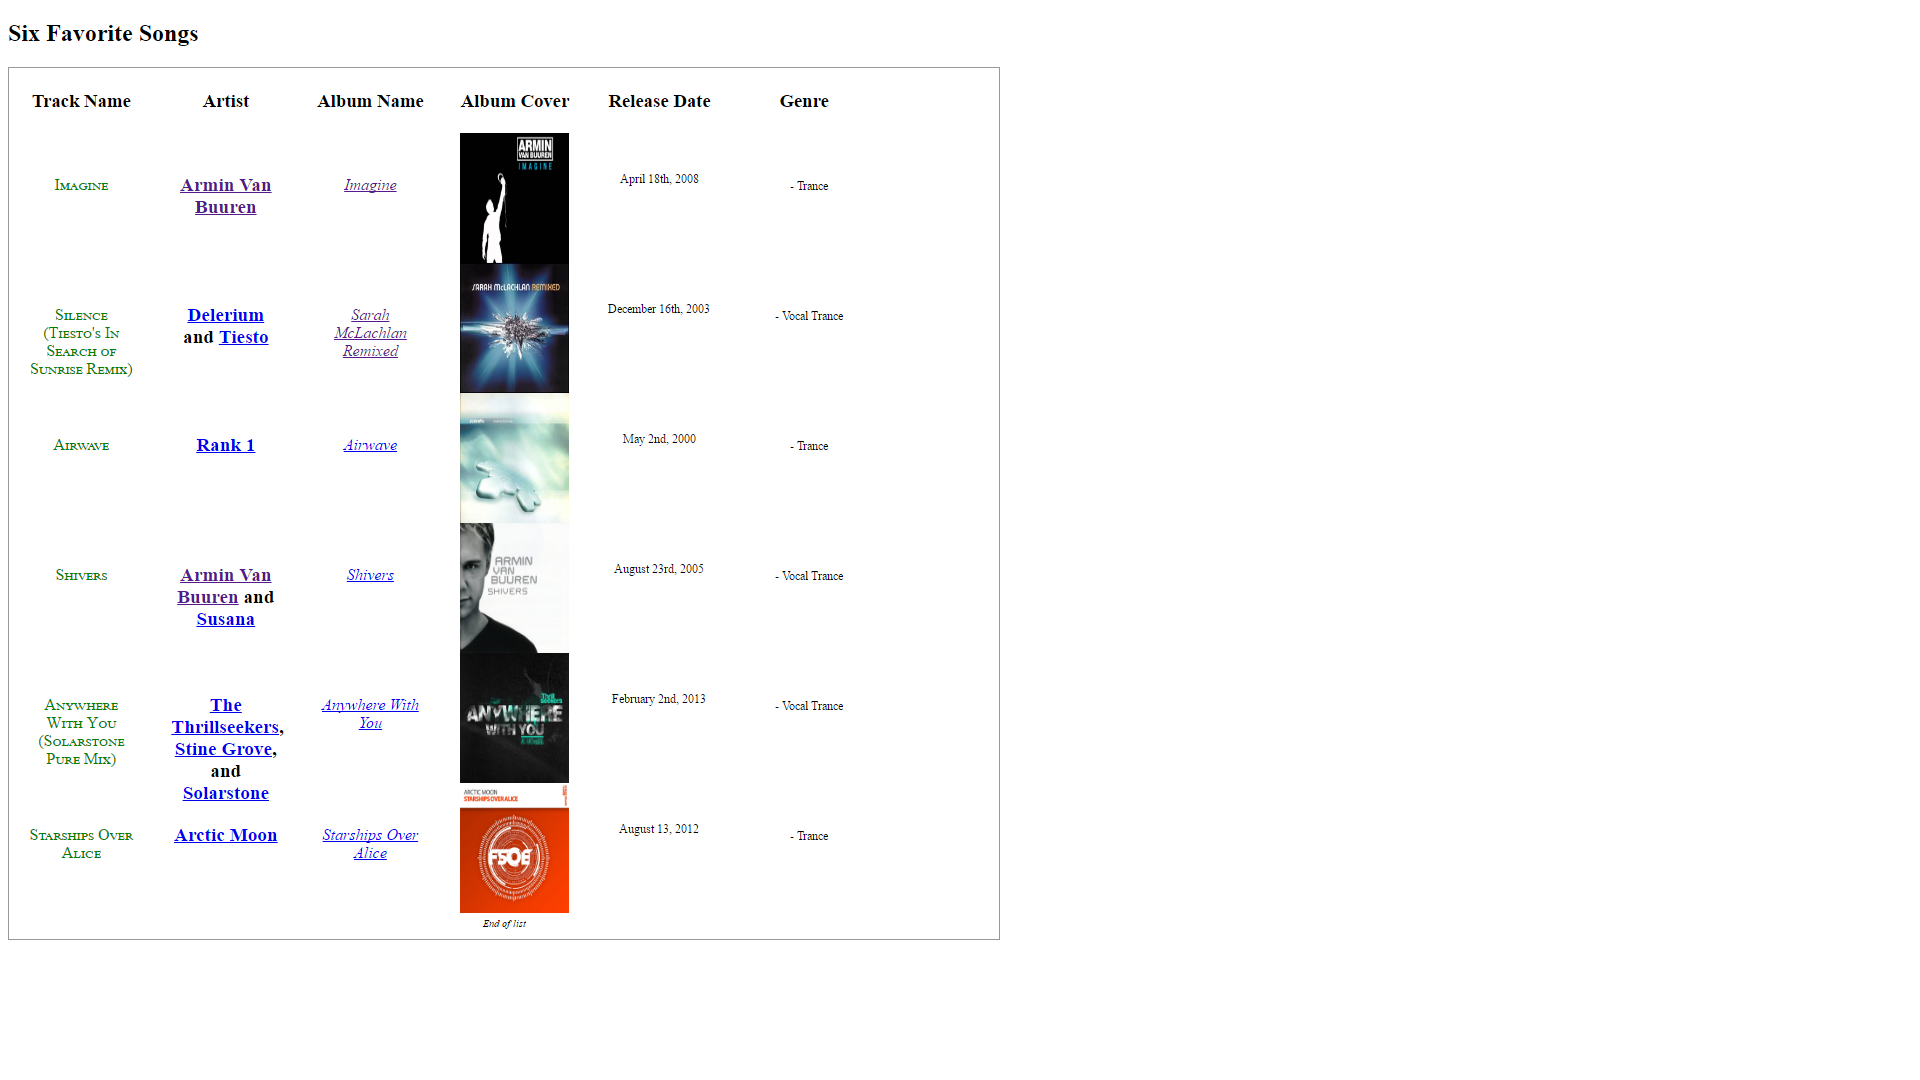 Six Favorite Songs
Track Name
Artist
Album Name
Album Cover
Release Date
Genre
Imagine
Armin Van
Buuren
Imagine
ARMIN
VAN BUUREN
IMAGINE
April 18th, 2008
- Trance
Silence
(Tiesto's In
Search of
Sunrise Remix)
Delerium
and Tiesto
Sarah
McLachlan
Remixed
SARAH McLACHLAN REMIXED
December 16th, 2003
- Vocal Trance
Airwave
Rank 1
Airwave
May 2nd, 2000
- Trance
Shivers
Armin Van
Buuren and
Susana
Shivers
ARMIN
VAN
BUUREN
SHIVERS
August 23rd, 2005
- Vocal Trance
Anywhere
With You
(Solarstone
Pure Mix)
The
Thrillseekers,
Stine Grove,
and
Solarstone
Anywhere With
You
Thrill
Seekers
ANYWHERE
WITH YOU
February 2nd, 2013
- Vocal Trance
Starships Over
Alice
Arctic Moon
Starships Over
Alice
ARCTIC MOON
STARSHIPS OVER ALICE
FSOE
August 13, 2012
- Trance
End of list